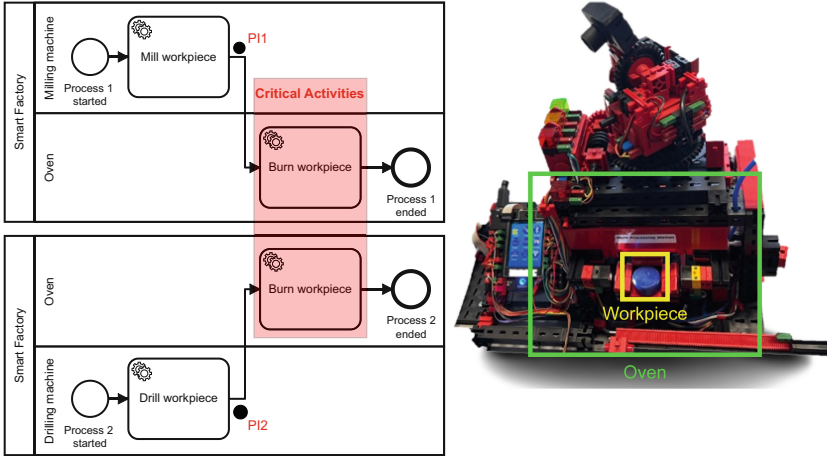 Smart Factory
Milling machine
Process 1
started
Mill workpiece
PI1
Critical Activities
Oven
Burn workpiece
Process 1
ended
Smart Factory
Oven
Burn workpiece
Process 2
ended
Drilling machine
Process 2
started
Drill workpiece
PI2
Workpiece
Oven